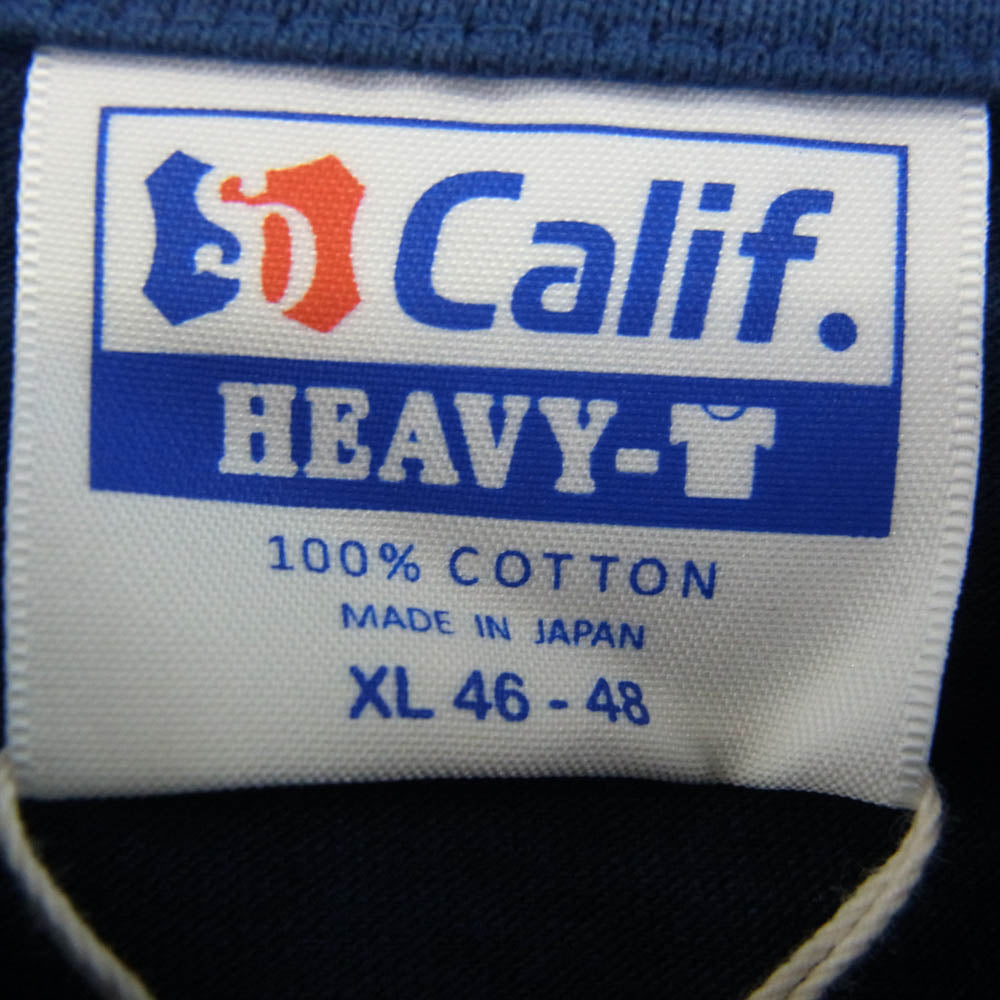 SD Calif.
HEAVY-T
100% COTTON
MADE IN JAPAN
XL 46 - 48